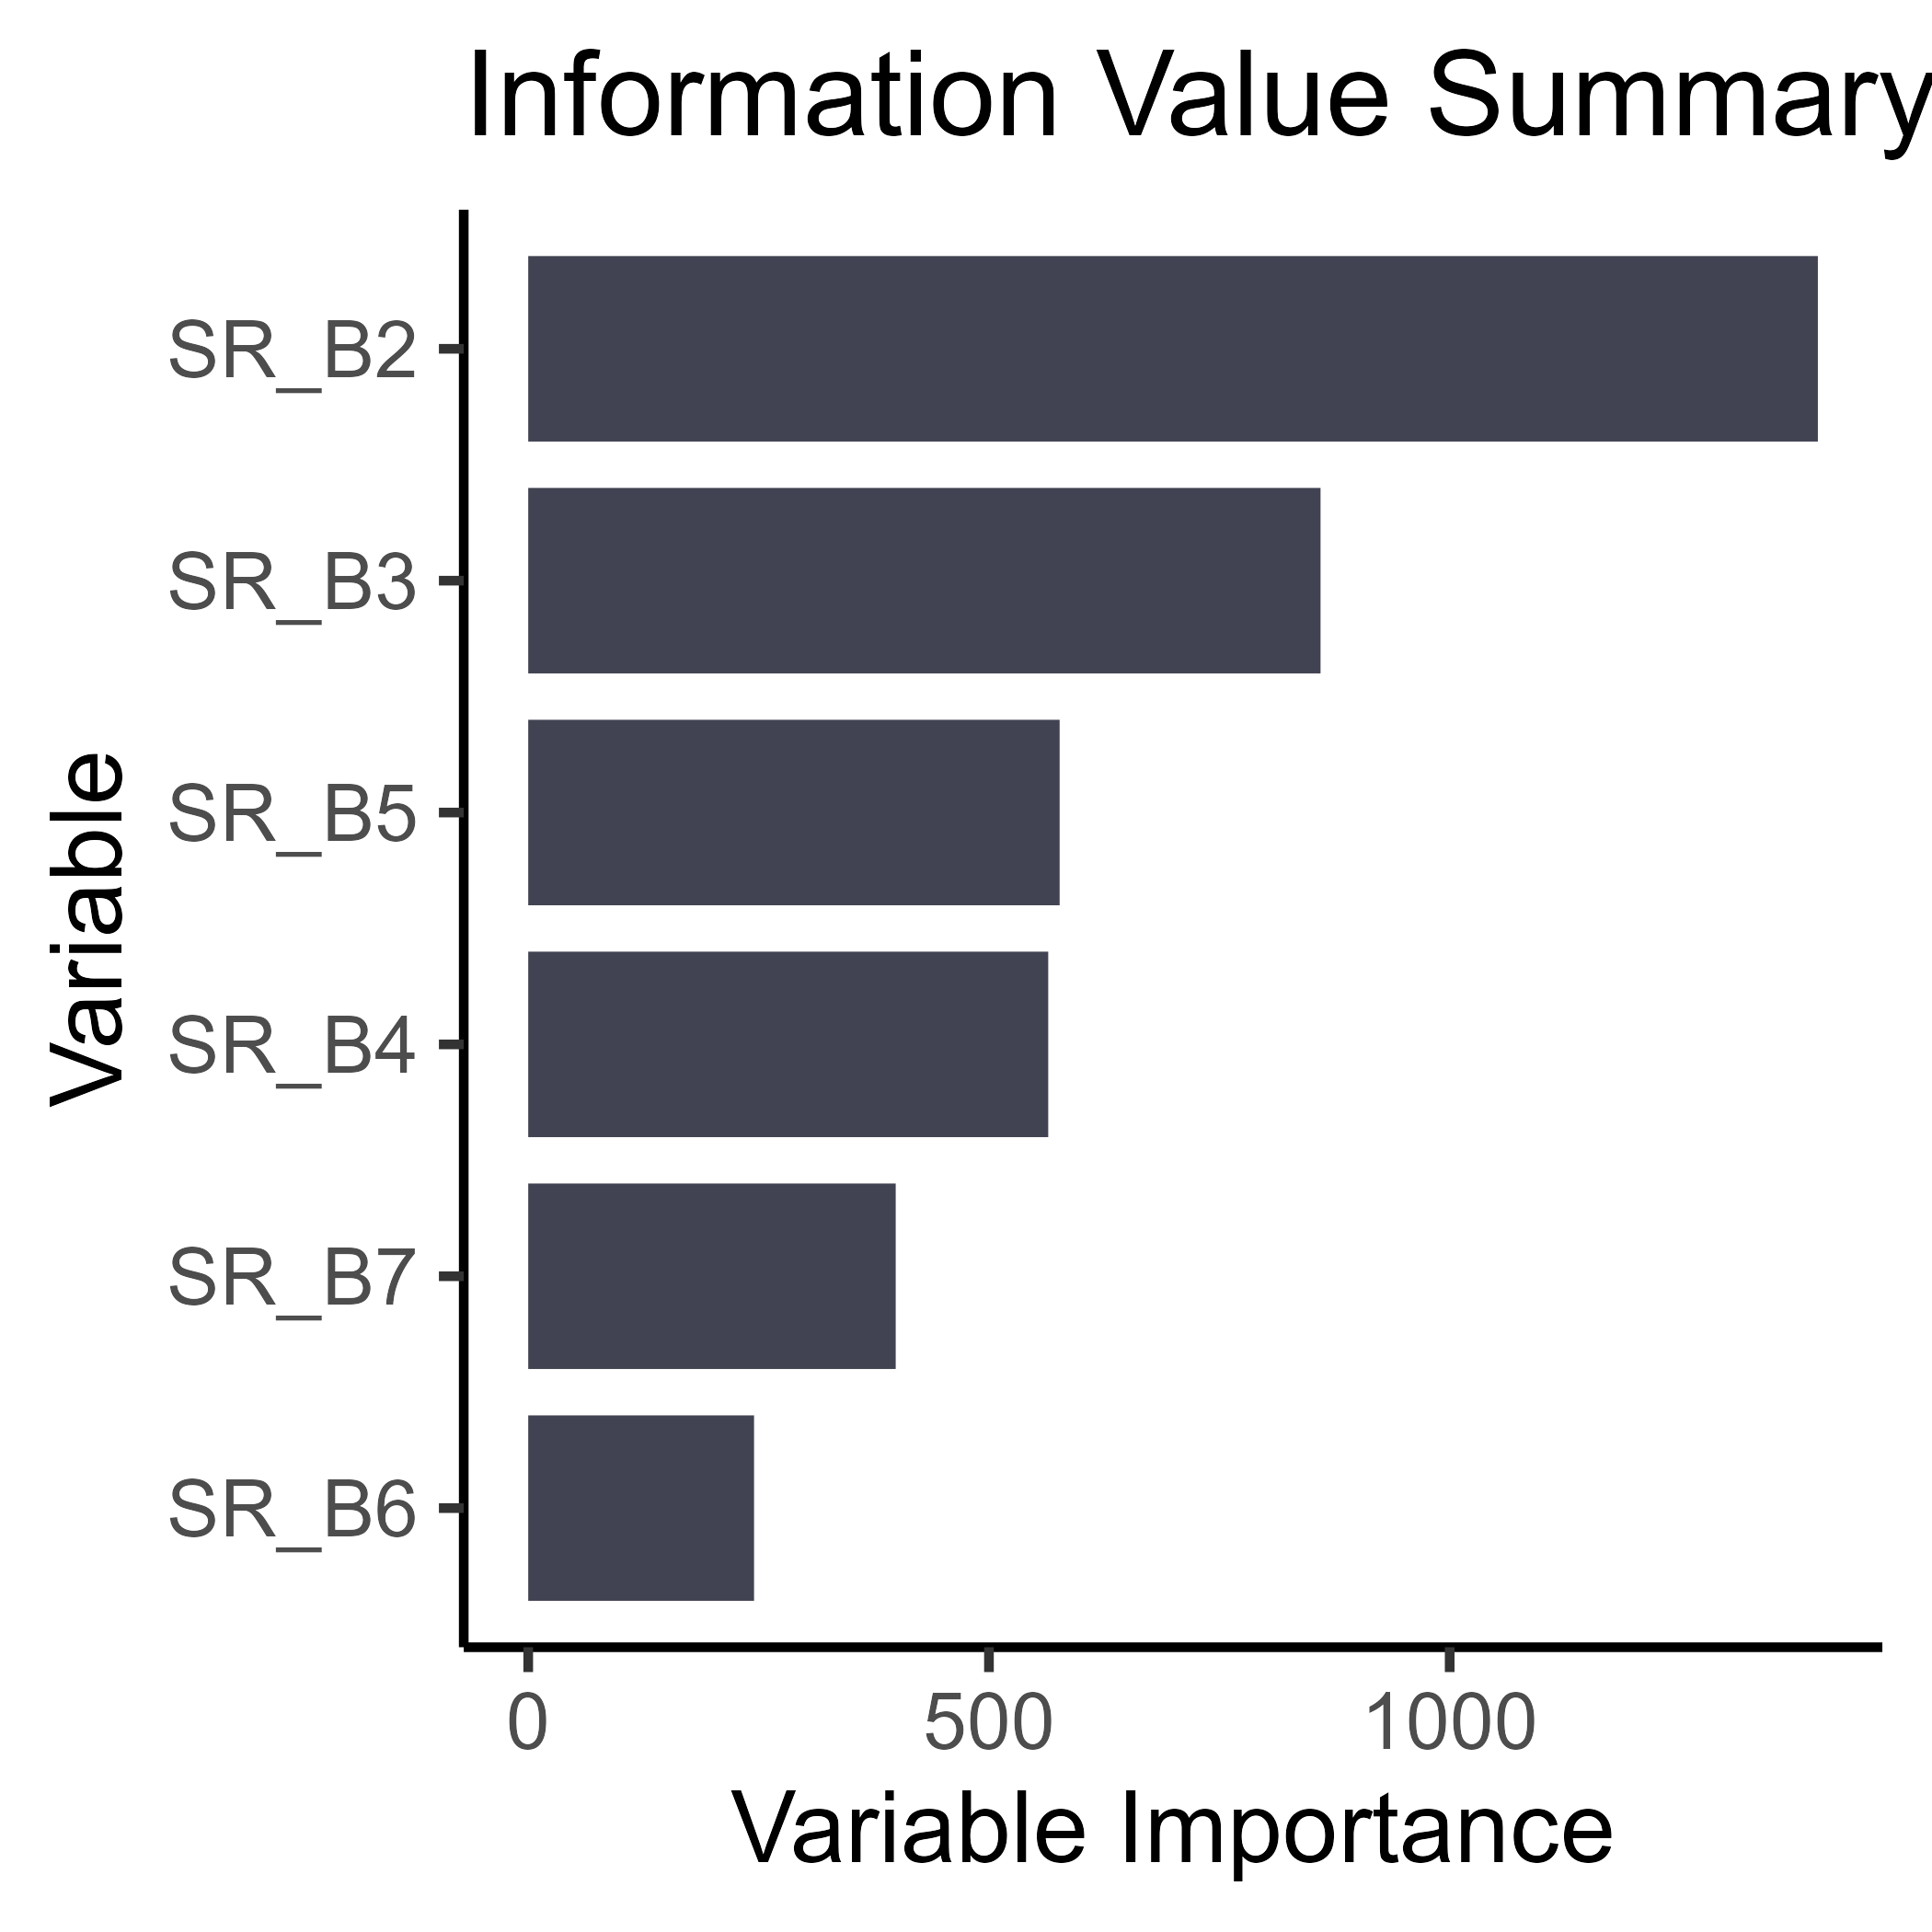 Information Value Summary
SR_B2
SR_B3
SR_B5
SR_B4
SR_B7
SR_B6
Variable
0 500 1000
Variable Importance